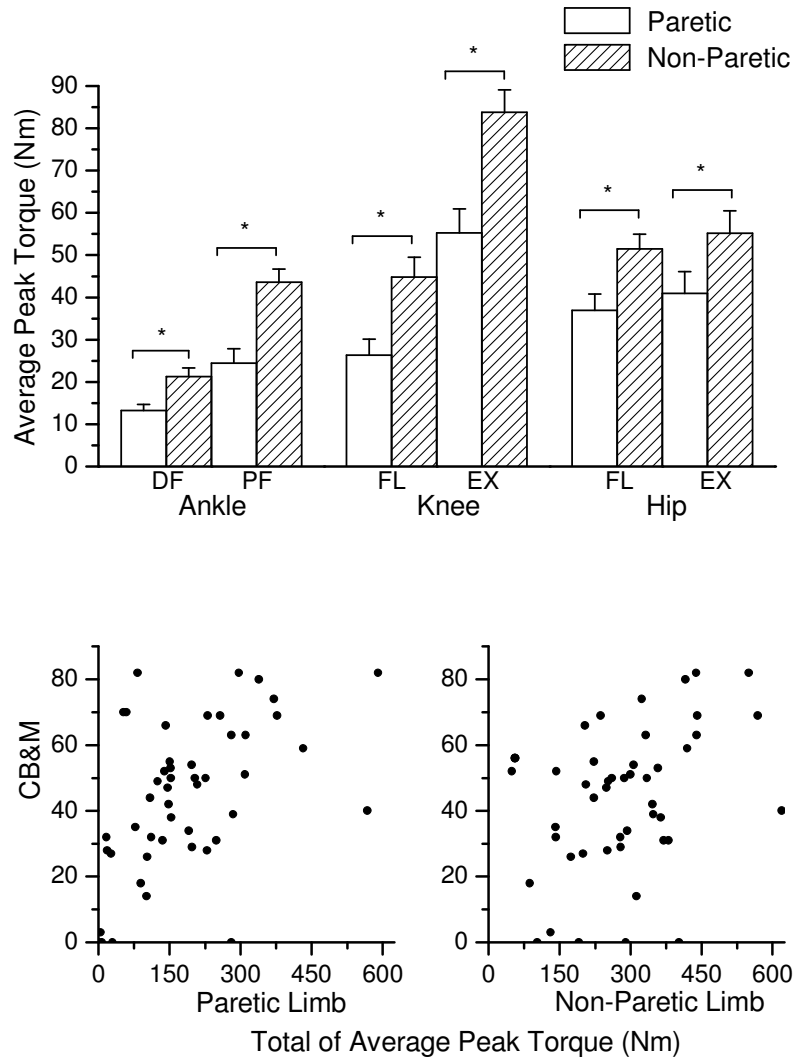 Paretic
Non-Paretic
*
*
*
*
*
*
90
80
70
60
50
40
30
20
10
0
Average Peak Torque (Nm)
DF PF FL EX FL EX
Ankle Knee Hip
80
60
40
20
0
CB&M
80
60
40
20
0
0 150 300 450 600 0 150 300 450 600
Paretic Limb Non-Paretic Limb
Total of Average Peak Torque (Nm)